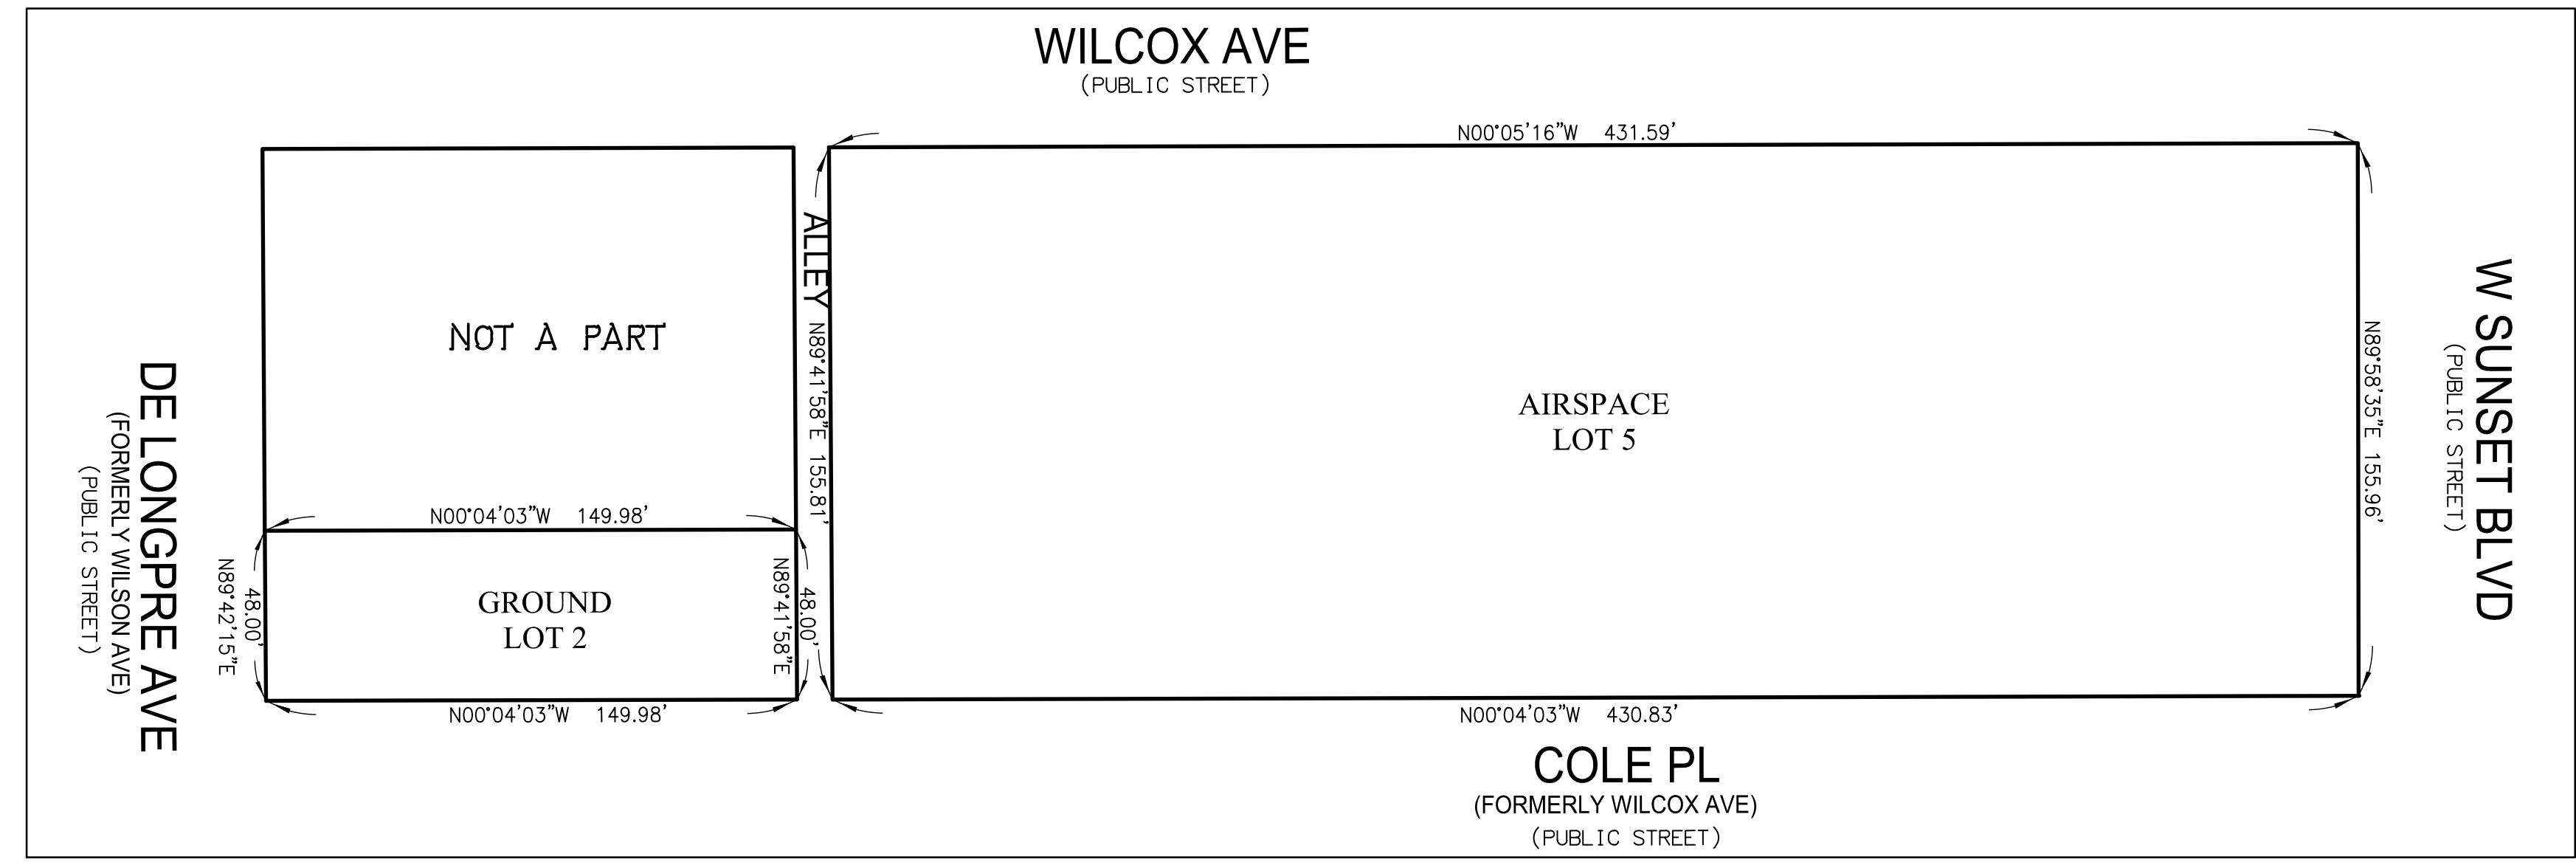 WILCOX AVE
(PUBLIC STREET)
N00°05'16"W 431.59'
ALLEY
N89°41'58"E 155.81'
NOT A PART
AIRSPACE
LOT 5
N89°58'35"E 155.96'
W SUNSET BLVD
(PUBLIC STREET)
DE LONGPRE AVE
(FORMERLY WILSON AVE)
(PUBLIC STREET)
N00°04'03"W 149.98'
48.00'
N89°42'15"E
GROUND
LOT 2
48.00'
N89°41'58"E
N00°04'03"W 149.98'
N00°04'03"W 430.83'
COLE PL
(FORMERLY WILCOX AVE)
(PUBLIC STREET)